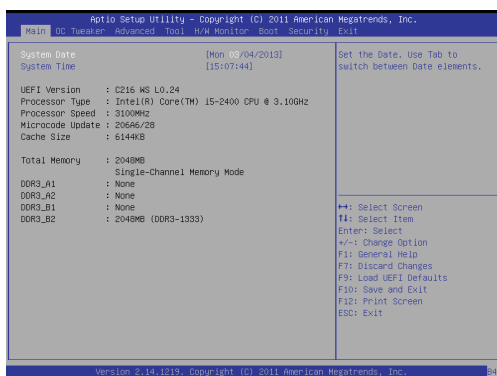 Aptio Setup Utility - Copyright (C) 2011 American Megatrends, Inc.
Main OC Tweaker Advanced Tool H/W Monitor Boot Security Exit
System Date [Mon 03/04/2013]
System Time [15:07:44]
UEFI Version : C216 WS L0.24
Processor Type : Intel(R) Core(TM) i5-2400 CPU @ 3.10GHz
Processor Speed : 3100MHz
Microcode Update : 206A6/28
Cache Size : 6144KB
Total Memory : 2048MB
Single-Channel Memory Mode
DDR3_A1 : None
DDR3_A2 : None
DDR3_B1 : None
DDR3_B2 : 2048MB (DDR3-1333)
Set the Date. Use Tab to
switch between Date elements.
↔: Select Screen
↑↓: Select Item
Enter: Select
+/-: Change Option
F1: General Help
F7: Discard Changes
F9: Load UEFI Defaults
F10: Save and Exit
F12: Print Screen
ESC: Exit
Version 2.14.1219. Copyright (C) 2011 American Megatrends, Inc.